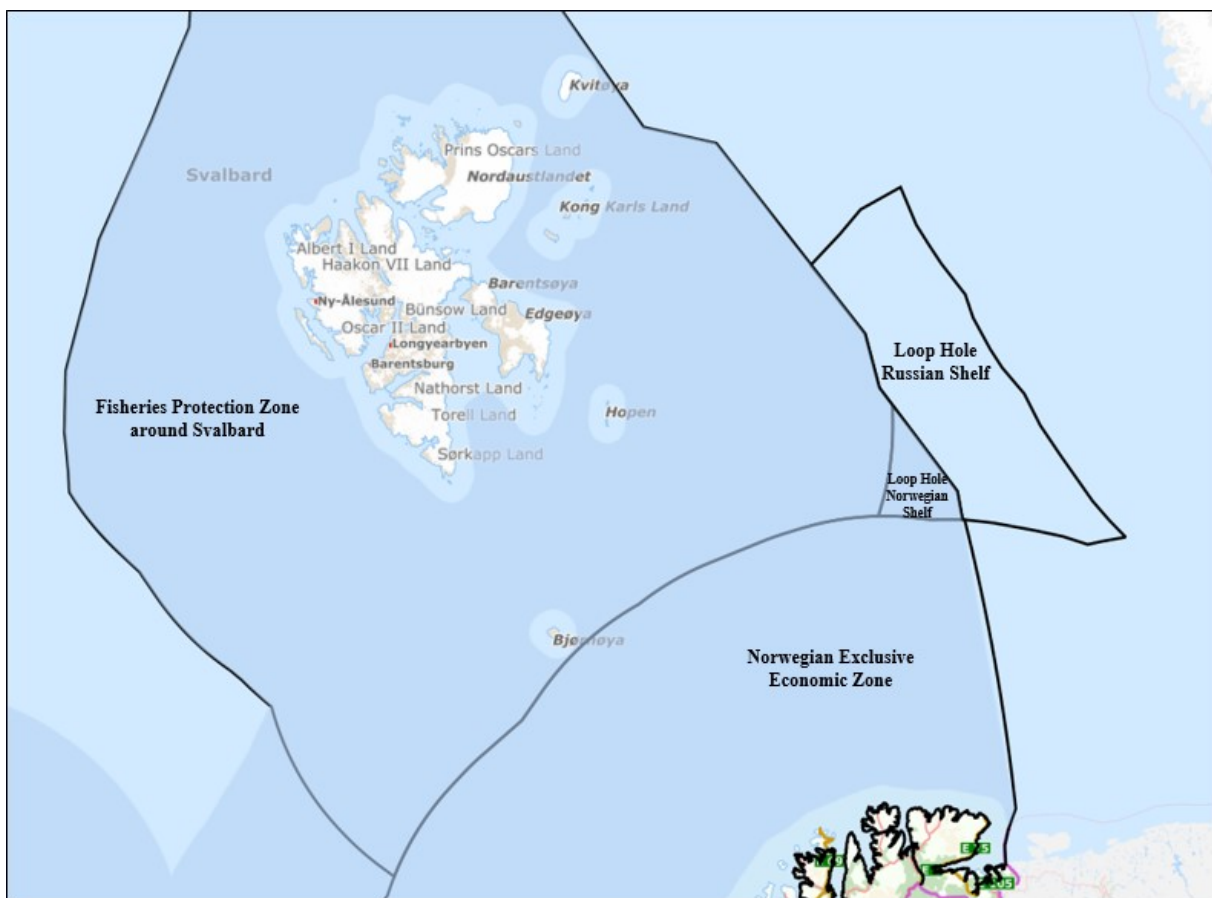 Kvitøya
Prins Oscars Land
Svalbard
Nordaustlandet
Kong Karls Land
Albert I Land
Haakon VII Land
Barentsøya
Ny-Ålesund
Bünsow Land
Edgeøya
Oscar II Land
Longyearbyen
Loop Hole
Russian Shelf
Barentsburg
Nathorst Land
Fisheries Protection Zone
around Svalbard
Torell Land
Hopen
Sørkapp Land
Loop Hole
Norwegian
Shelf
Bjørnøya
Norwegian Exclusive
Economic Zone